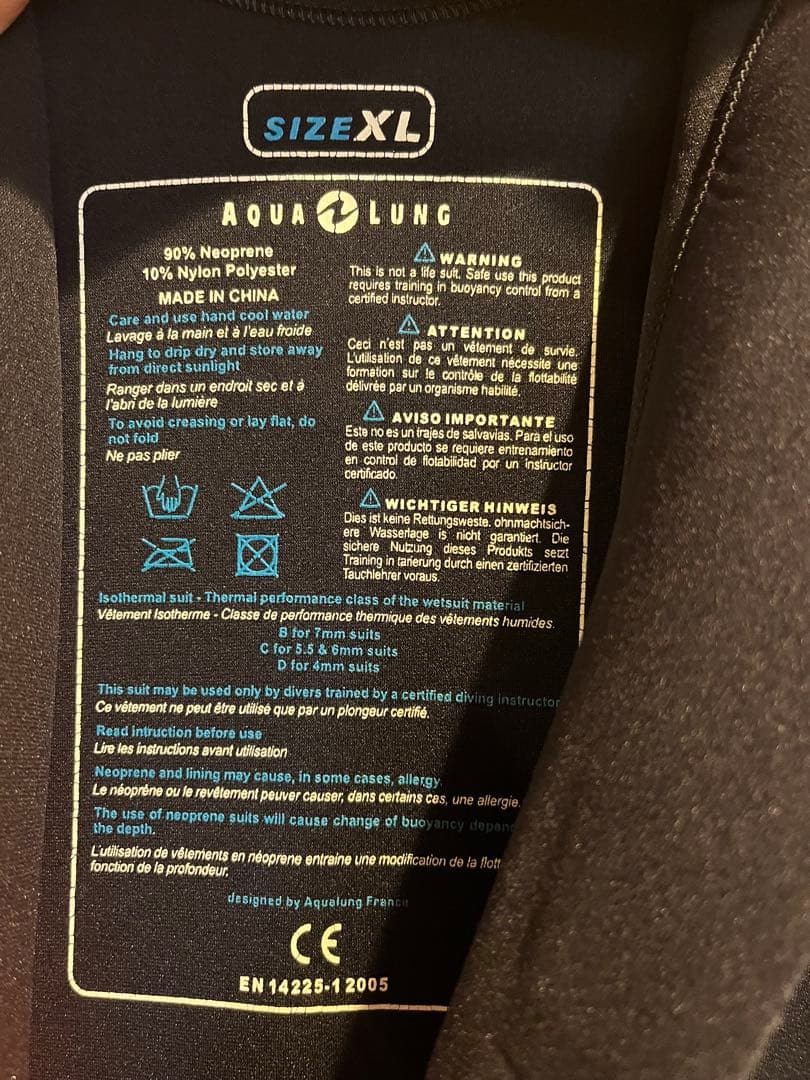 SIZE XL
AQUA LUNG
90% Neoprene
10% Nylon Polyester
MADE IN CHINA
Care and use hand cool water
Lavage à la main et à l'eau froide
Hang to drip dry and store away
from direct sunlight
Ranger dans un endroit sec et à
l'abri de la lumière
To avoid creasing or lay flat, do
not fold
Ne pas plier
WARNING
This is not a life suit. Safe use this product
requires training in buoyancy control from a
certified instructor.
ATTENTION
Ceci n'est pas un vêtement de survie.
L'utilisation de ce vêtement nécessite une
formation sur le contrôle de la flottabilité
délivrée par un organisme habilité.
AVISO IMPORTANTE
Este no es un trajes de salvavias. Para el uso
de este producto se requiere entrenamiento
en control de flotabilidad por un instructor
certificado.
WICHTIGER HINWEIS
Dies ist keine Rettungsweste. ohnmachtsich-
ere Wasserlage is nicht garantiert. Die
sichere Nutzung dieses Produkts setzt
Training in tarierung durch einen zertifizierten
Tauchlehrer voraus.
Isothermal suit - Thermal performance class of the wetsuit material
Vêtement Isotherme - Classe de performance thermique des vêtements humides.
B for 7mm suits
C for 5.5 & 6mm suits
D for 4mm suits
This suit may be used only by divers trained by a certified diving instructor
Ce vêtement ne peut être utilisé que par un plongeur certifié.
Read intruction before use
Lire les instructions avant utilisation
Neoprene and lining may cause, in some cases, allergy.
Le néoprène ou le revêtement peuver causer, dans certains cas, une allergie.
The use of neoprene suits will cause change of buoyancy
the depth.
L'utilisation de vêtements en néoprene entraine une modification de la
fonction de la profondeur.
designed by Aqualung France
CE
EN 14225-1 2005